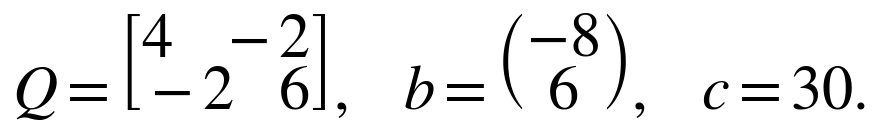 Q = [4 −2 −2 6], b = (−8 6), c = 30.